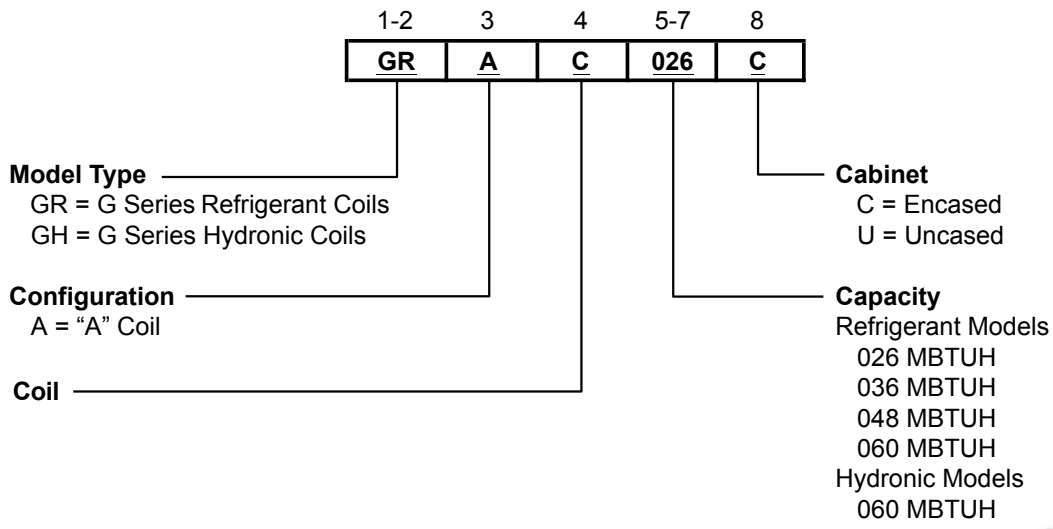 1-2 3 4 5-7 8
GR A C 026 C
Model Type
GR = G Series Refrigerant Coils
GH = G Series Hydronic Coils
Configuration
A = “A” Coil
Coil
Cabinet
C = Encased
U = Uncased
Capacity
Refrigerant Models
026 MBTUH
036 MBTUH
048 MBTUH
060 MBTUH
Hydronic Models
060 MBTUH